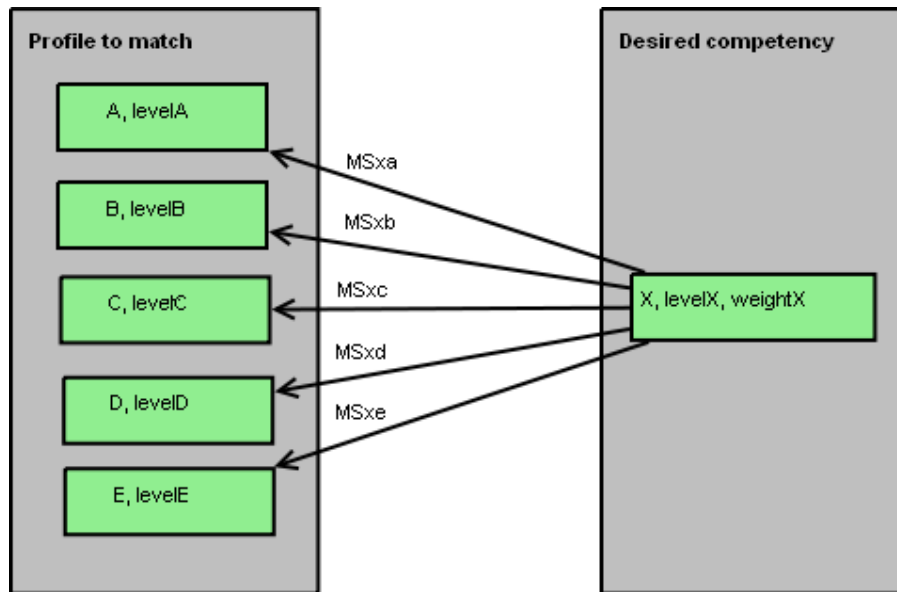 Profile to match
Desired competency
A, levelA
MSxa
B, levelB
MSxb
C, levelC
MSxc
X, levelX, weightX
MSxd
D, levelD
MSxe
E, levelE